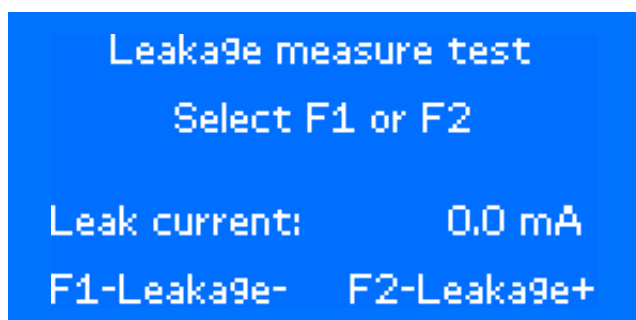 Leakage measure test
Select F1 or F2
Leak current: 0.0 mA
F1-Leakage- F2-Leakage+